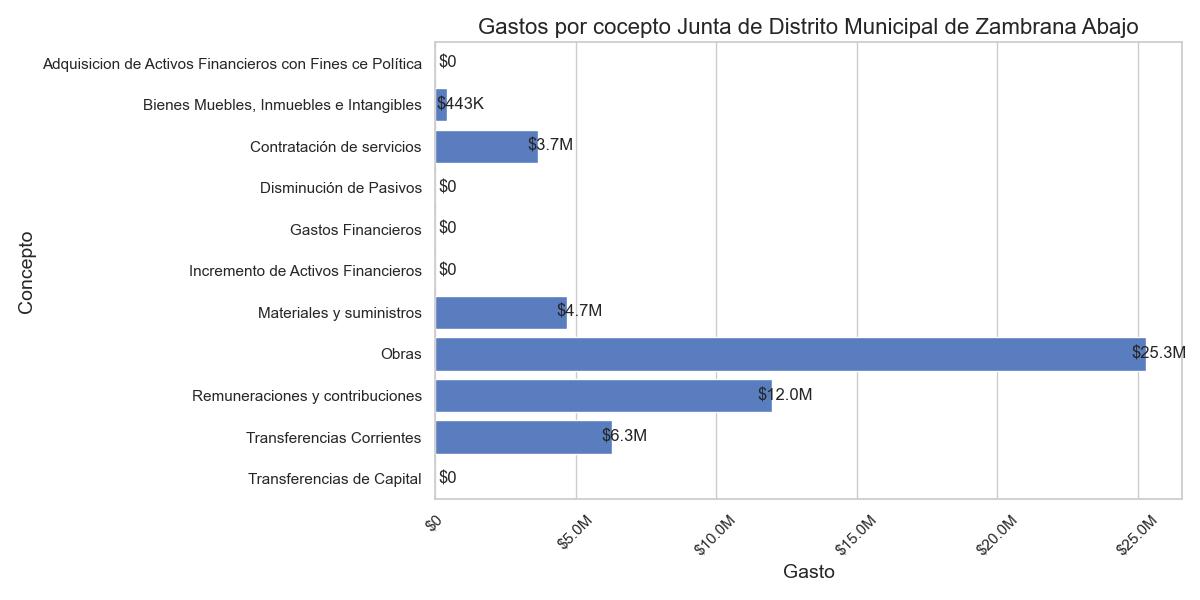 Gastos por cocepto Junta de Distrito Municipal de Zambrana Abajo
Adquisicion de Activos Financieros con Fines ce Política $0
Bienes Muebles, Inmuebles e Intangibles $443K
Contratación de servicios $3.7M
Disminución de Pasivos $0
Gastos Financieros $0
Incremento de Activos Financieros $0
Materiales y suministros $4.7M
Obras $25.3M
Remuneraciones y contribuciones $12.0M
Transferencias Corrientes $6.3M
Transferencias de Capital $0
Concepto
$0 $5.0M $10.0M $15.0M $20.0M $25.0M
Gasto